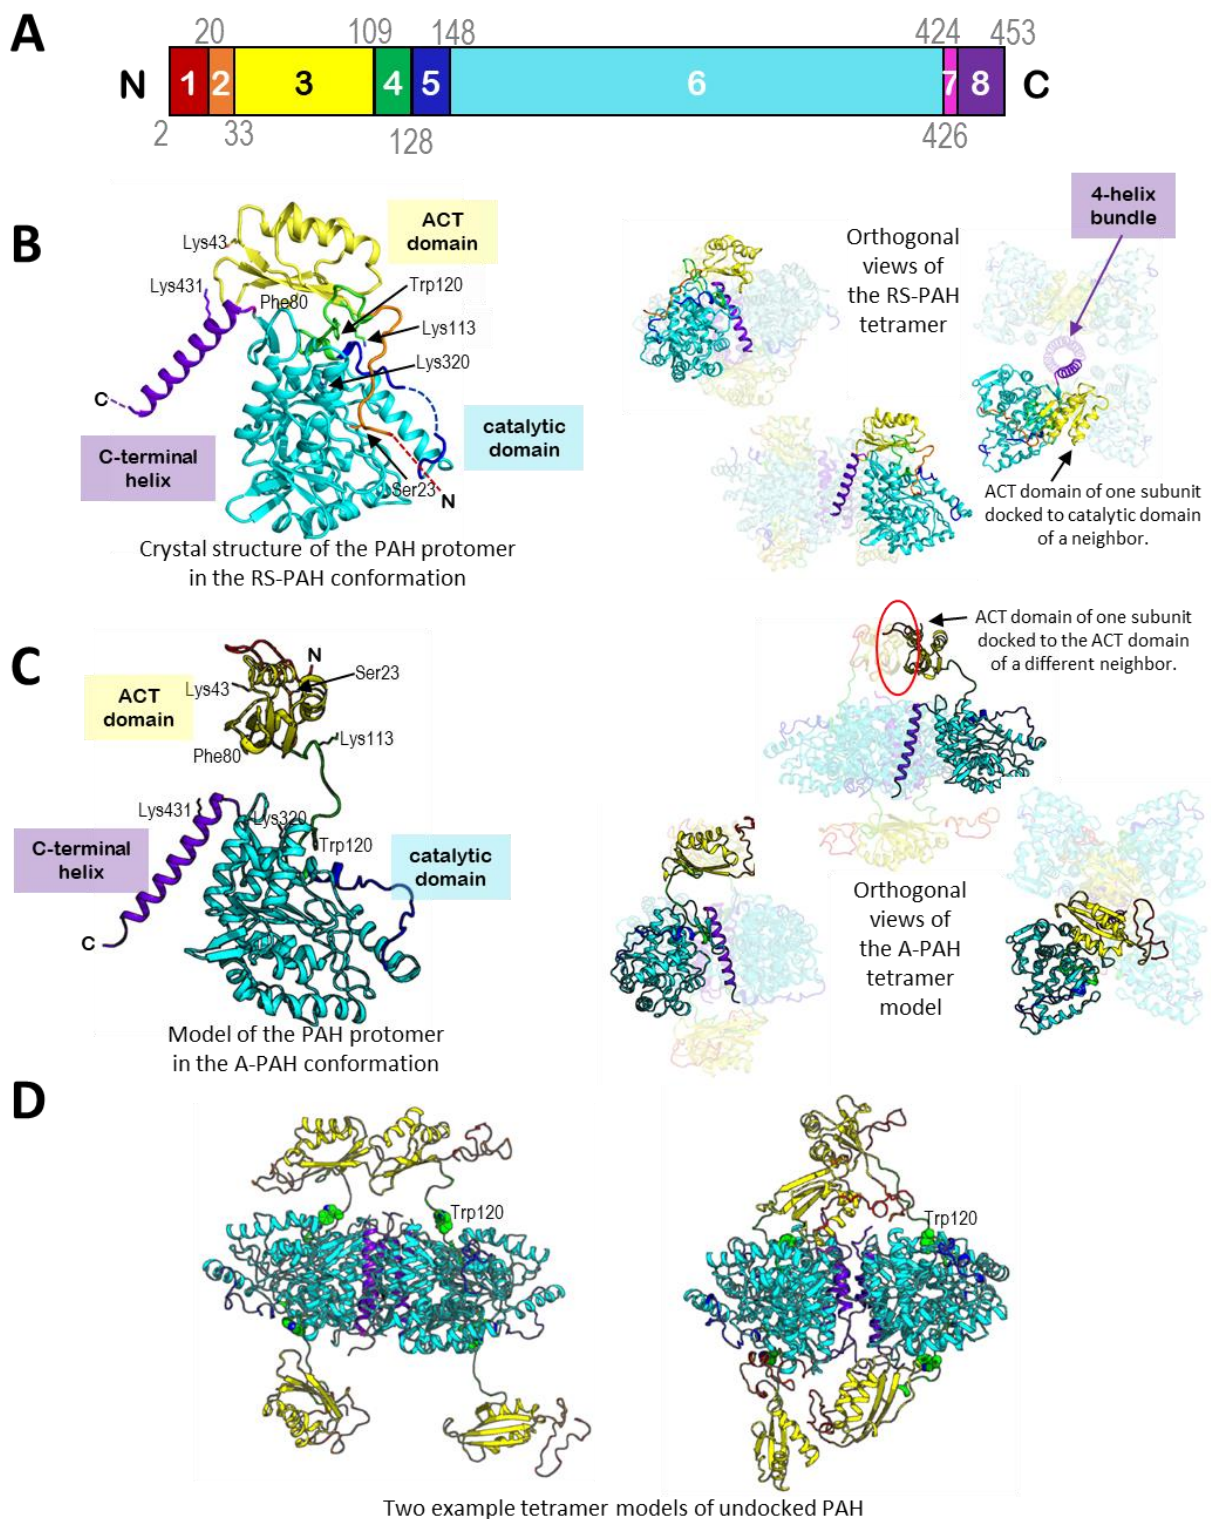 A
20
109
148
424
453
N
1
2
3
4
5
6
7
8
C
2
33
128
426
B
ACT
domain
Lys43
Lys431
Phe80
Trp120
Lys113
Lys320
C
C-terminal
helix
catalytic
domain
Ser23
N
Crystal structure of the PAH protomer
in the RS-PAH conformation
Orthogonal
views of
the RS-PAH
tetramer
4-helix
bundle
ACT domain of one subunit
docked to catalytic domain
of a neighbor.
C
N
ACT
domain
Lys43
Ser23
Phe80
Lys113
Lys431
Lys320
Trp120
C-terminal
helix
catalytic
domain
C
Model of the PAH protomer
in the A-PAH conformation
ACT domain of one subunit
docked to the ACT domain
of a different neighbor.
Orthogonal
views of
the A-PAH
tetramer
model
D
Trp120
Trp120
Two example tetramer models of undocked PAH